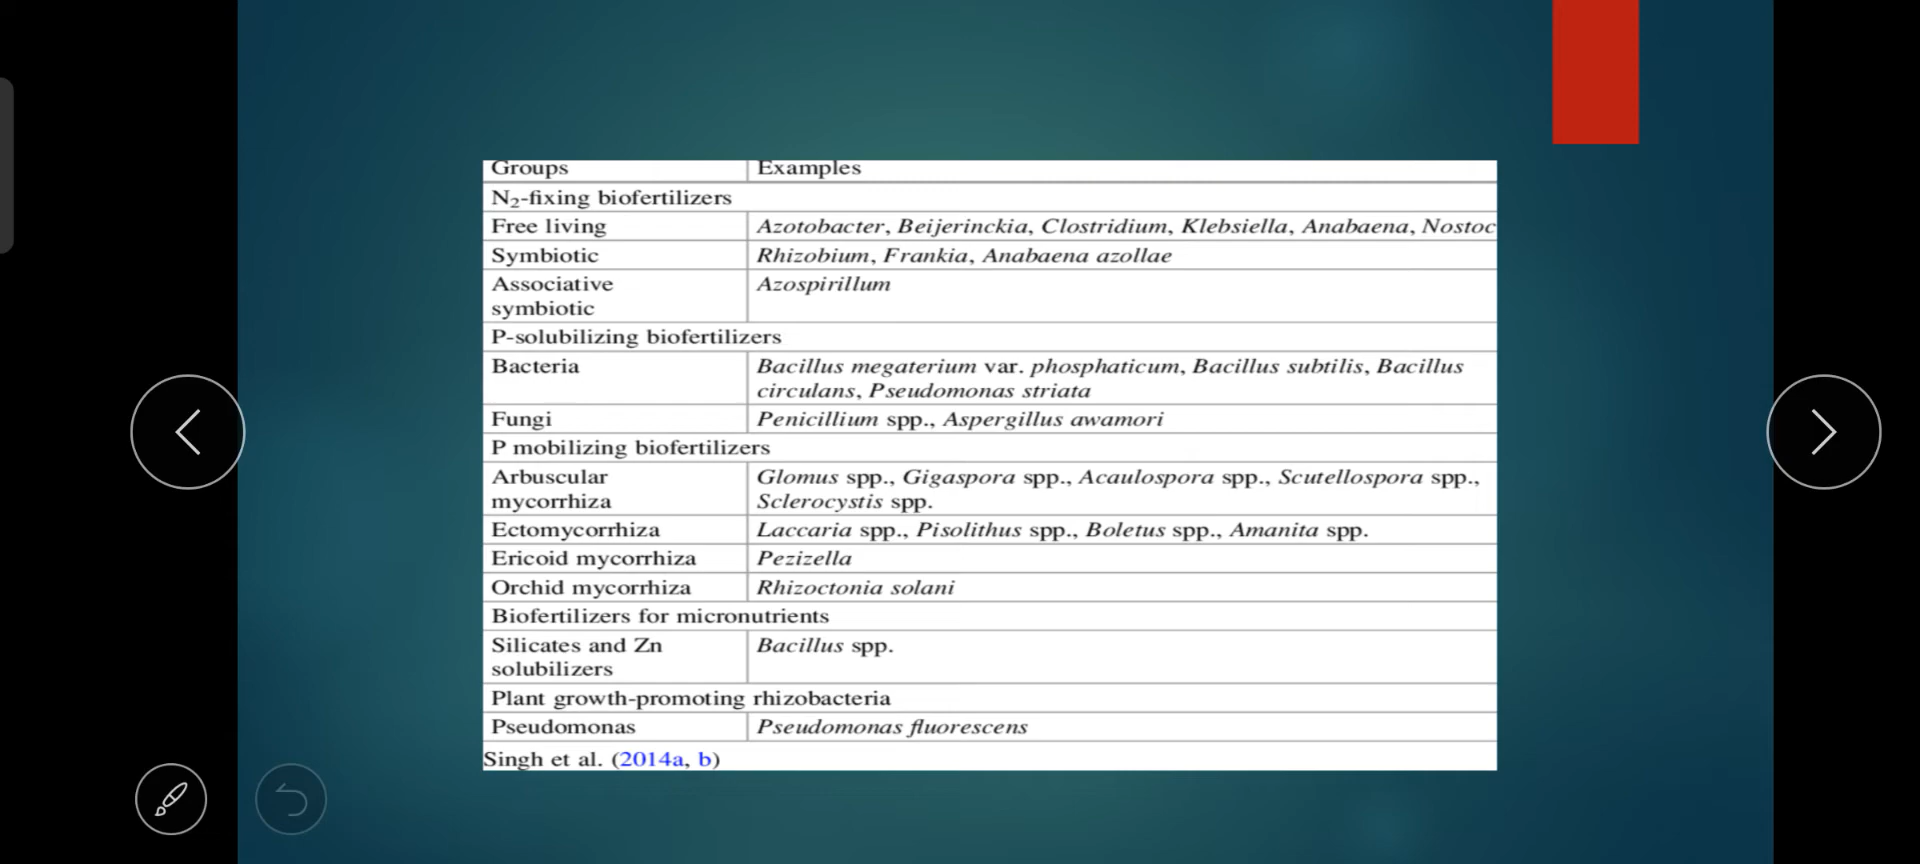 Groups Examples
N₂-fixing biofertilizers
Free living Azotobacter, Beijerinckia, Clostridium, Klebsiella, Anabaena, Nostoc
Symbiotic Rhizobium, Frankia, Anabaena azollae
Associative Azospirillum
symbiotic
P-solubilizing biofertilizers
Bacteria Bacillus megaterium var. phosphaticum, Bacillus subtilis, Bacillus
circulans, Pseudomonas striata
Fungi Penicillium spp., Aspergillus awamori
P mobilizing biofertilizers
Arbuscular Glomus spp., Gigaspora spp., Acaulospora spp., Scutellospora spp.,
mycorrhiza Sclerocystis spp.
Ectomycorrhiza Laccaria spp., Pisolithus spp., Boletus spp., Amanita spp.
Ericoid mycorrhiza Pezizella
Orchid mycorrhiza Rhizoctonia solani
Biofertilizers for micronutrients
Silicates and Zn Bacillus spp.
solubilizers
Plant growth-promoting rhizobacteria
Pseudomonas Pseudomonas fluorescens
Singh et al. (2014a, b)